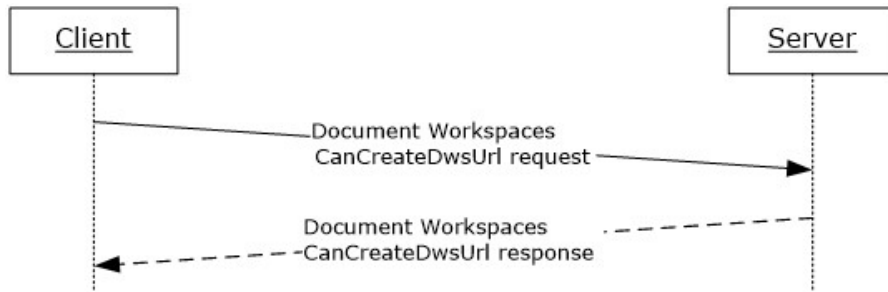 Client
Server
Document Workspaces
CanCreateDwsUrl request
Document Workspaces
CanCreateDwsUrl response